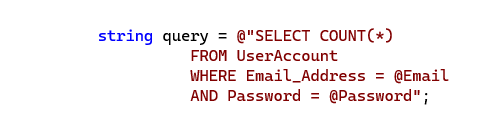 string query = @"SELECT COUNT(*)
FROM UserAccount
WHERE Email_Address = @Email
AND Password = @Password";